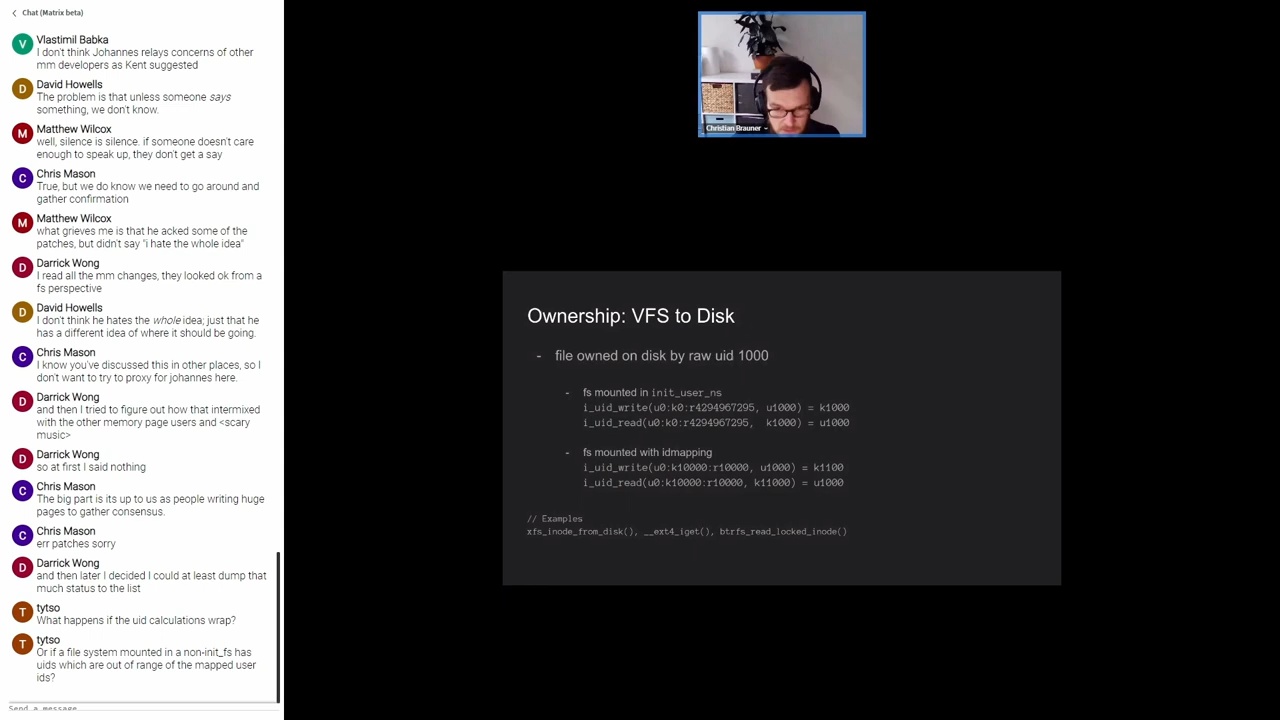 Chat (Matrix beta)
V
Vlastimil Babka
I don't think Johannes relays concerns of other
mm developers as Kent suggested
D
David Howells
The problem is that unless someone says
something, we don't know.
M
Matthew Wilcox
well, silence is silence. if someone doesn't care
enough to speak up, they don't get a say
C
Chris Mason
True, but we do know we need to go around and
gather confirmation
M
Matthew Wilcox
what grieves me is that he acked some of the
patches, but didn't say "i hate the whole idea"
D
Darrick Wong
I read all the mm changes, they looked ok from a
fs perspective
D
David Howells
I don't think he hates the whole idea; just that he
has a different idea of where it should be going.
C
Chris Mason
I know you've discussed this in other places, so I
don't want to try to proxy for johannes here.
D
Darrick Wong
and then I tried to figure out how that intermixed
with the other memory page users and <scary
music>
D
Darrick Wong
so at first I said nothing
C
Chris Mason
The big part is its up to us as people writing huge
pages to gather consensus.
C
Chris Mason
err patches sorry
D
Darrick Wong
and then later I decided I could at least dump that
much status to the list
T
tytso
What happens if the uid calculations wrap?
T
tytso
Or if a file system mounted in a non-init_fs has
uids which are out of range of the mapped user
ids?
Send a message
Christian Brauner
Ownership: VFS to Disk
- file owned on disk by raw uid 1000
- fs mounted in init_user_ns
i_uid_write(u0:k0:r4294967295, u1000) = k1000
i_uid_read(u0:k0:r4294967295, k1000) = u1000
- fs mounted with idmapping
i_uid_write(u0:k10000:r10000, u1000) = k1100
i_uid_read(u0:k10000:r10000, k11000) = u1000
// Examples
xfs_inode_from_disk(), __ext4_iget(), btrfs_read_locked_inode()